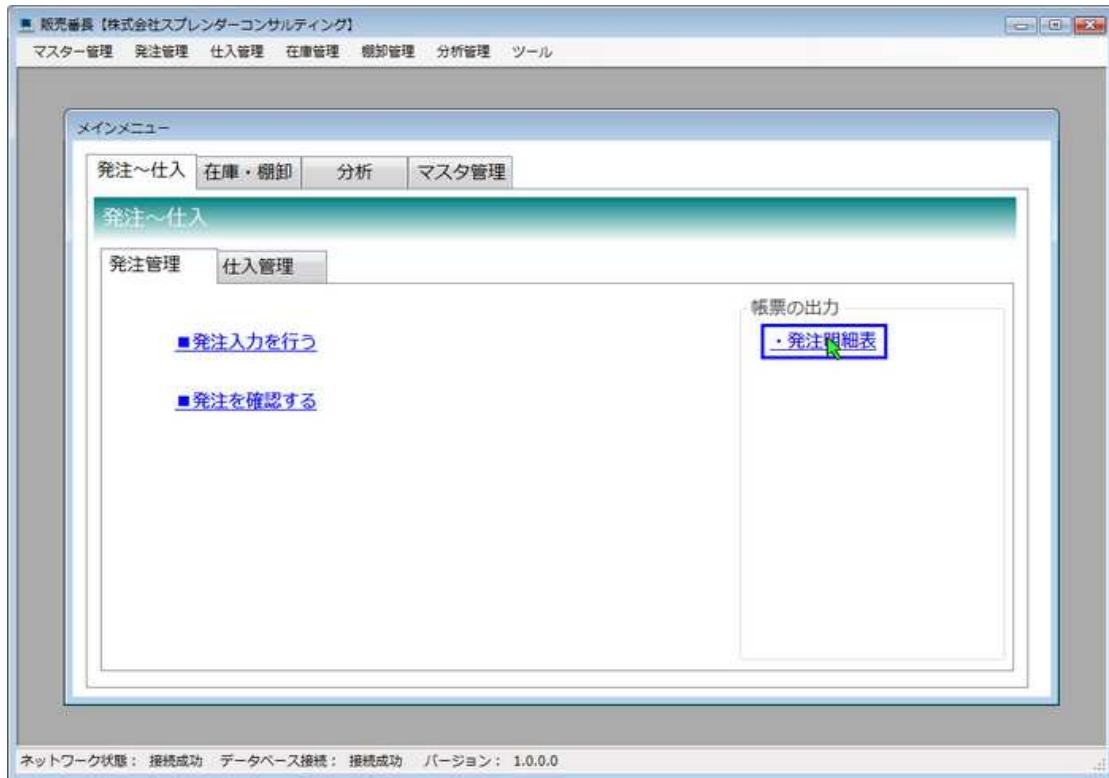 販売番長【株式会社スプレンダーコンサルティング】
マスター管理 発注管理 仕入管理 在庫管理 棚卸管理 分析管理 ツール
メインメニュー
発注～仕入 在庫・棚卸 分析 マスタ管理
発注～仕入
発注管理 仕入管理
帳票の出力
■発注入力を行う
・発注明細表
■発注を確認する
ネットワーク状態： 接続成功 データベース接続： 接続成功 バージョン： 1.0.0.0